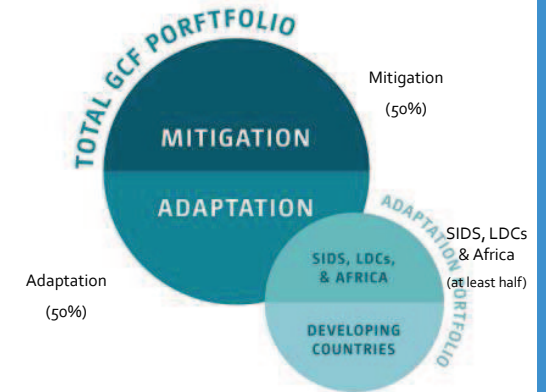 TOTAL GCF PORFTFOLIO
Mitigation
(50%)
MITIGATION
ADAPTATION
ADAPTATION PORTFOLIO
SIDS, LDCs
& Africa
(at least half)
SIDS, LDCs,
& AFRICA
Adaptation
(50%)
DEVELOPING
COUNTRIES